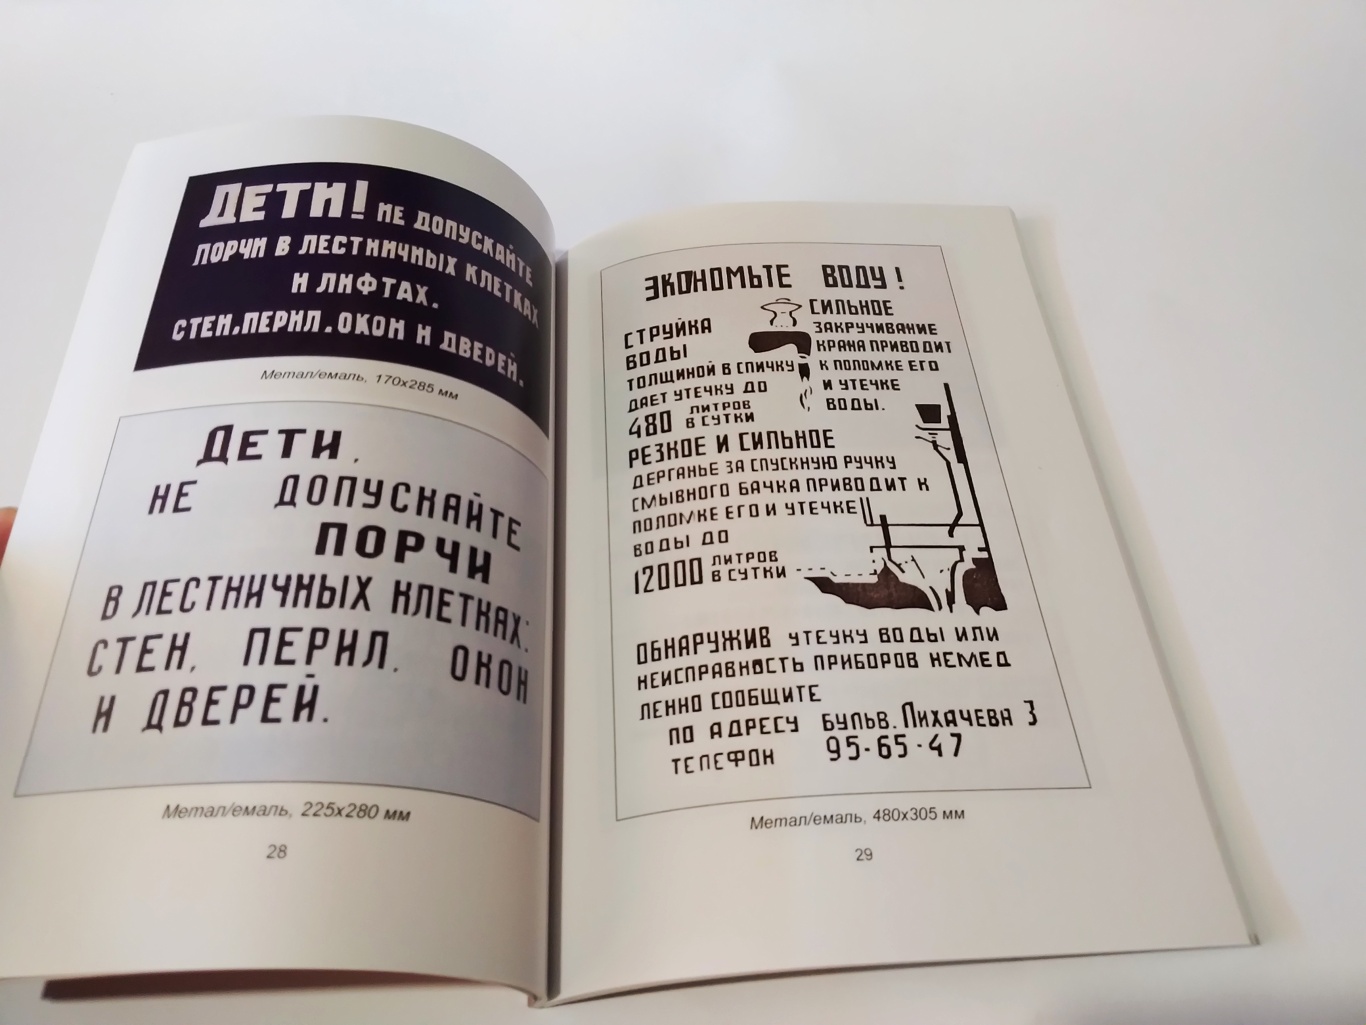 ДЕТИ! НЕ ДОПУСКАЙТЕ
ПОРЧИ В ЛЕСТНИЧНЫХ КЛЕТКАХ
И ЛИФТАХ.
СТЕН, ПЕРИЛ, ОКОН И ДВЕРЕЙ.
Метал/емаль, 170х285 мм
ДЕТИ,
НЕ ДОПУСКАЙТЕ
ПОРЧИ
В ЛЕСТНИЧНЫХ КЛЕТКАХ:
СТЕН, ПЕРИЛ, ОКОН
И ДВЕРЕЙ.
Метал/емаль, 225х280 мм
28
ЭКОНОМЬТЕ ВОДУ!
СТРУЙКА
ВОДЫ
ТОЛЩИНОЙ В СПИЧКУ
ДАЕТ УТЕЧКУ ДО
480 ЛИТРОВ
В СУТКИ
СИЛЬНОЕ
ЗАКРУЧИВАНИЕ
КРАНА ПРИВОДИТ
К ПОЛОМКЕ ЕГО
И УТЕЧКЕ
ВОДЫ.
РЕЗКОЕ И СИЛЬНОЕ
ДЕРГАНЬЕ ЗА СПУСКНУЮ РУЧКУ
СМЫВНОГО БАЧКА ПРИВОДИТ К
ПОЛОМКЕ ЕГО И УТЕЧКЕ
ВОДЫ ДО
12000 ЛИТРОВ
В СУТКИ
ОБНАРУЖИВ УТЕЧКУ ВОДЫ ИЛИ
НЕИСПРАВНОСТЬ ПРИБОРОВ НЕМЕД
ЛЕННО СООБЩИТЕ
ПО АДРЕСУ БУЛЬВ. ЛИХАЧЕВА 3
ТЕЛЕФОН 95-65-47
Метал/емаль, 480х305 мм
29